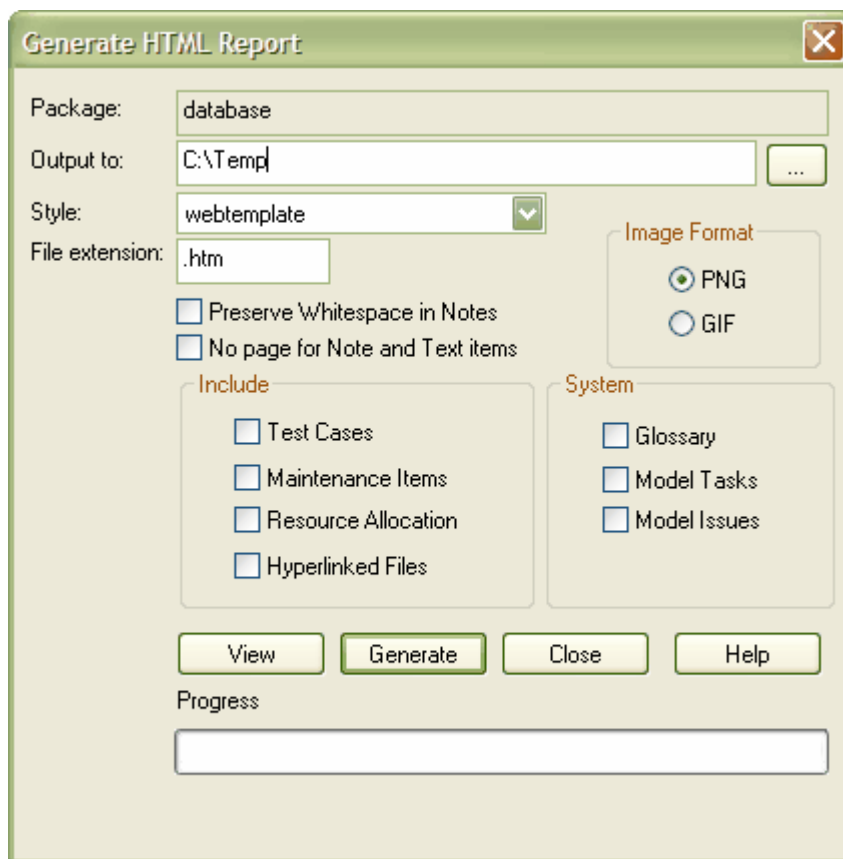 Generate HTML Report
Package: database
Output to: C:\Temp ...
Style: webtemplate
File extension: .htm
Image Format
PNG
GIF
Preserve Whitespace in Notes
No page for Note and Text items
Include
Test Cases
Maintenance Items
Resource Allocation
Hyperlinked Files
System
Glossary
Model Tasks
Model Issues
View Generate Close Help
Progress